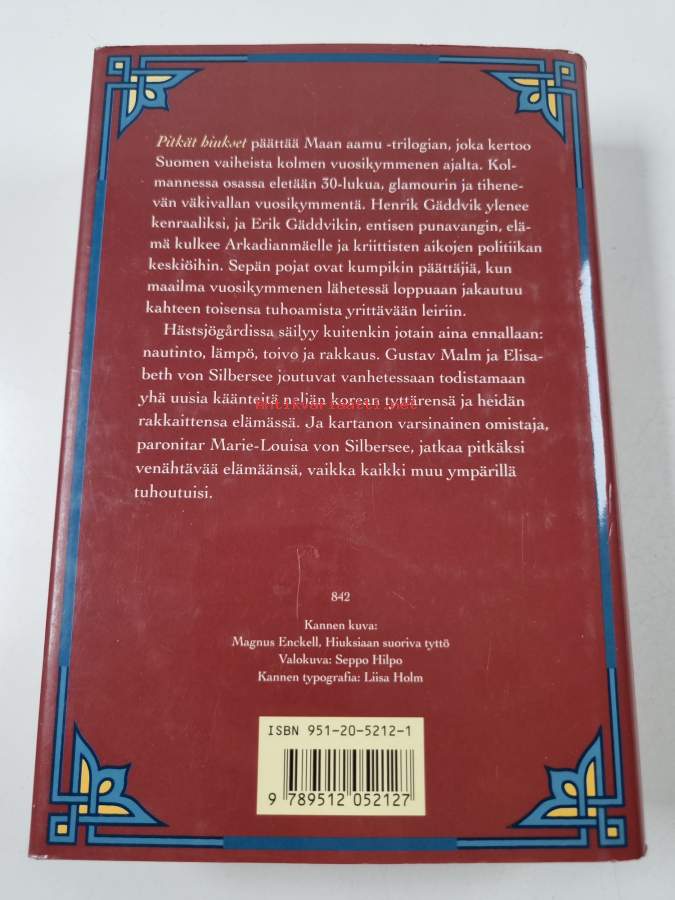 Pitkät hiukset päättää Maan aamu -trilogian, joka kertoo
Suomen vaiheista kolmen vuosikymmenen ajalta. Kol-
mannessa osassa eletään 30-lukua, glamourin ja tihene-
vän väkivallan vuosikymmentä. Henrik Gäddvik ylenee
kenraaliksi, ja Erik Gäddvikin, entisen punavangin, elä-
mä kulkee Arkadianmäelle ja kriittisten aikojen politiikan
keskiöihin. Sepän pojat ovat kumpikin päättäjiä, kun
maailma vuosikymmenen lähetessä loppuaan jakautuu
kahteen toisensa tuhoamista yrittävään leiriin.
Hästsjögårdissa säilyy kuitenkin jotain aina ennallaan:
nautinto, lämpö, toivo ja rakkaus. Gustav Malm ja Elisa-
beth von Silbersee joutuvat vanhetessaan todistamaan
yhä uusia käänteitä neljän korean tyttärensä ja heidän
antikvariaatti.net
rakkaittensa elämässä. Ja kartanon varsinainen omistaja,
paronitar Marie-Louisa von Silbersee, jatkaa pitkäksi
venähtävää elämäänsä, vaikka kaikki muu ympärillä
tuhoutuisi.
842
Kannen kuva:
Magnus Enckell, Hiuksiaan suoriva tyttö
Valokuva: Seppo Hilpo
Kannen typografia: Liisa Holm
ISBN 951-20-5212-1
9 789512 052127